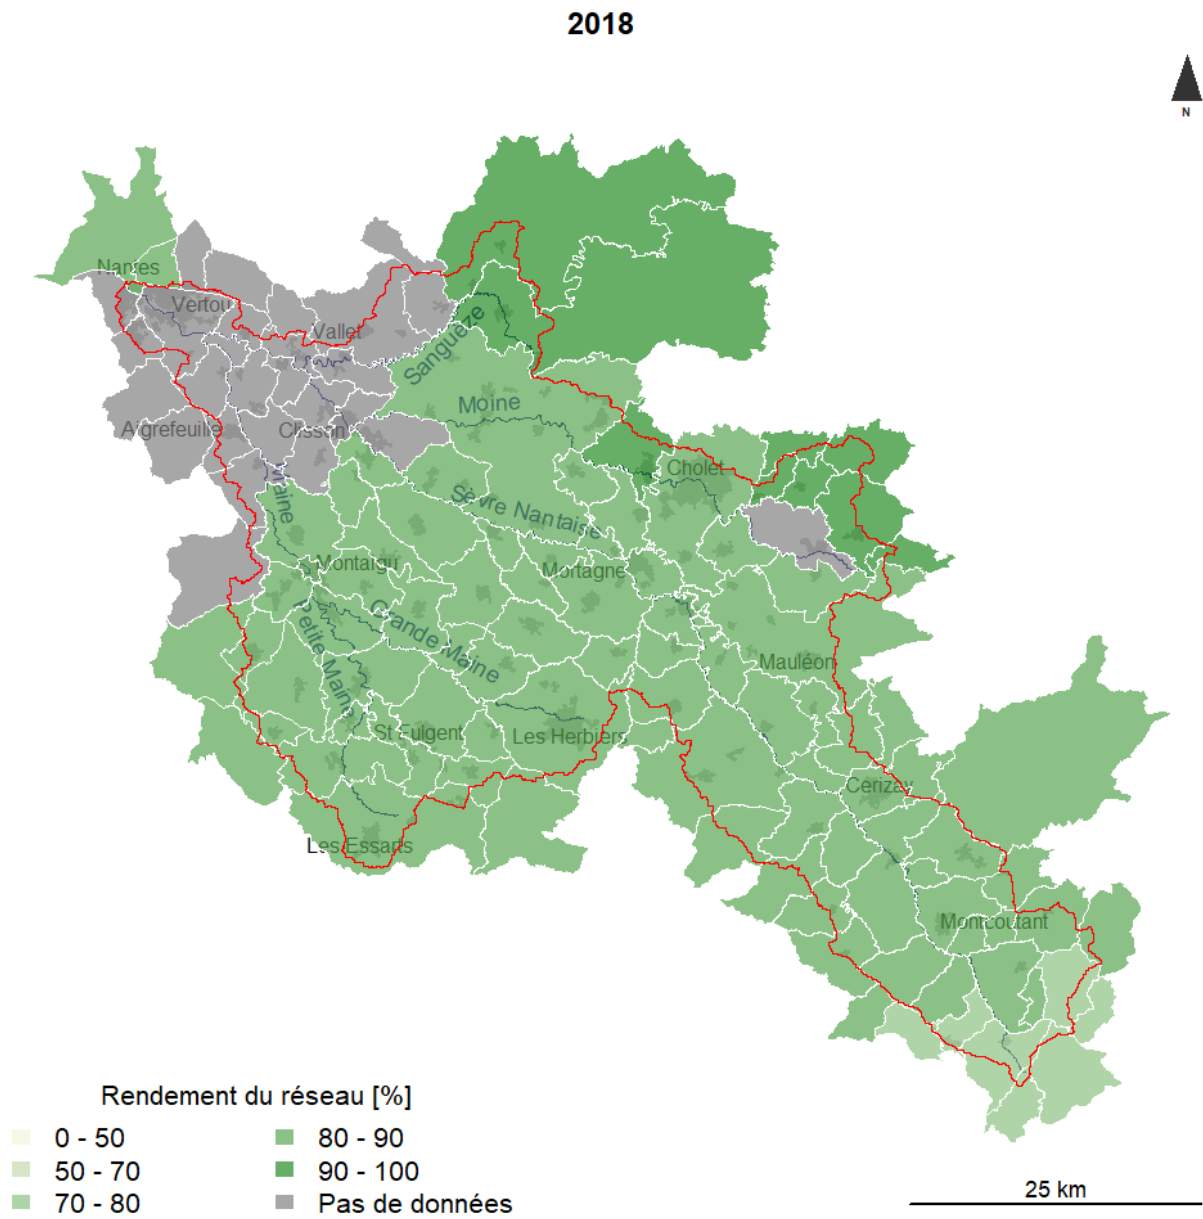 2018
N
Nantes
Vertou
Vallet
Sanguèze
Moine
Aigrefeuille
Clisson
Cholet
Maine
Sèvre Nantaise
Montaigu
Mortagne
Grande Maine
Petite Maine
Mauléon
St Fulgent
Les Herbiers
Cerizay
Les Essarts
Montcoutant
Rendement du réseau [%]
0 - 50
50 - 70
70 - 80
80 - 90
90 - 100
Pas de données
25 km